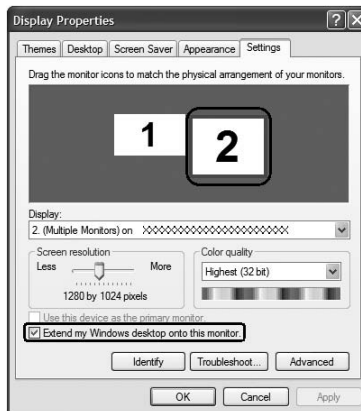 Display Properties
Themes Desktop Screen Saver Appearance Settings
Drag the monitor icons to match the physical arrangement of your monitors.
1 2
Display:
2. (Multiple Monitors) on XXXXXXXXXXXXXXXXXXXXXXXX
Screen resolution Color quality
Less More Highest (32 bit)
1280 by 1024 pixels
Use this device as the primary monitor.
Extend my Windows desktop onto this monitor.
Identify Troubleshoot... Advanced
OK Cancel Apply